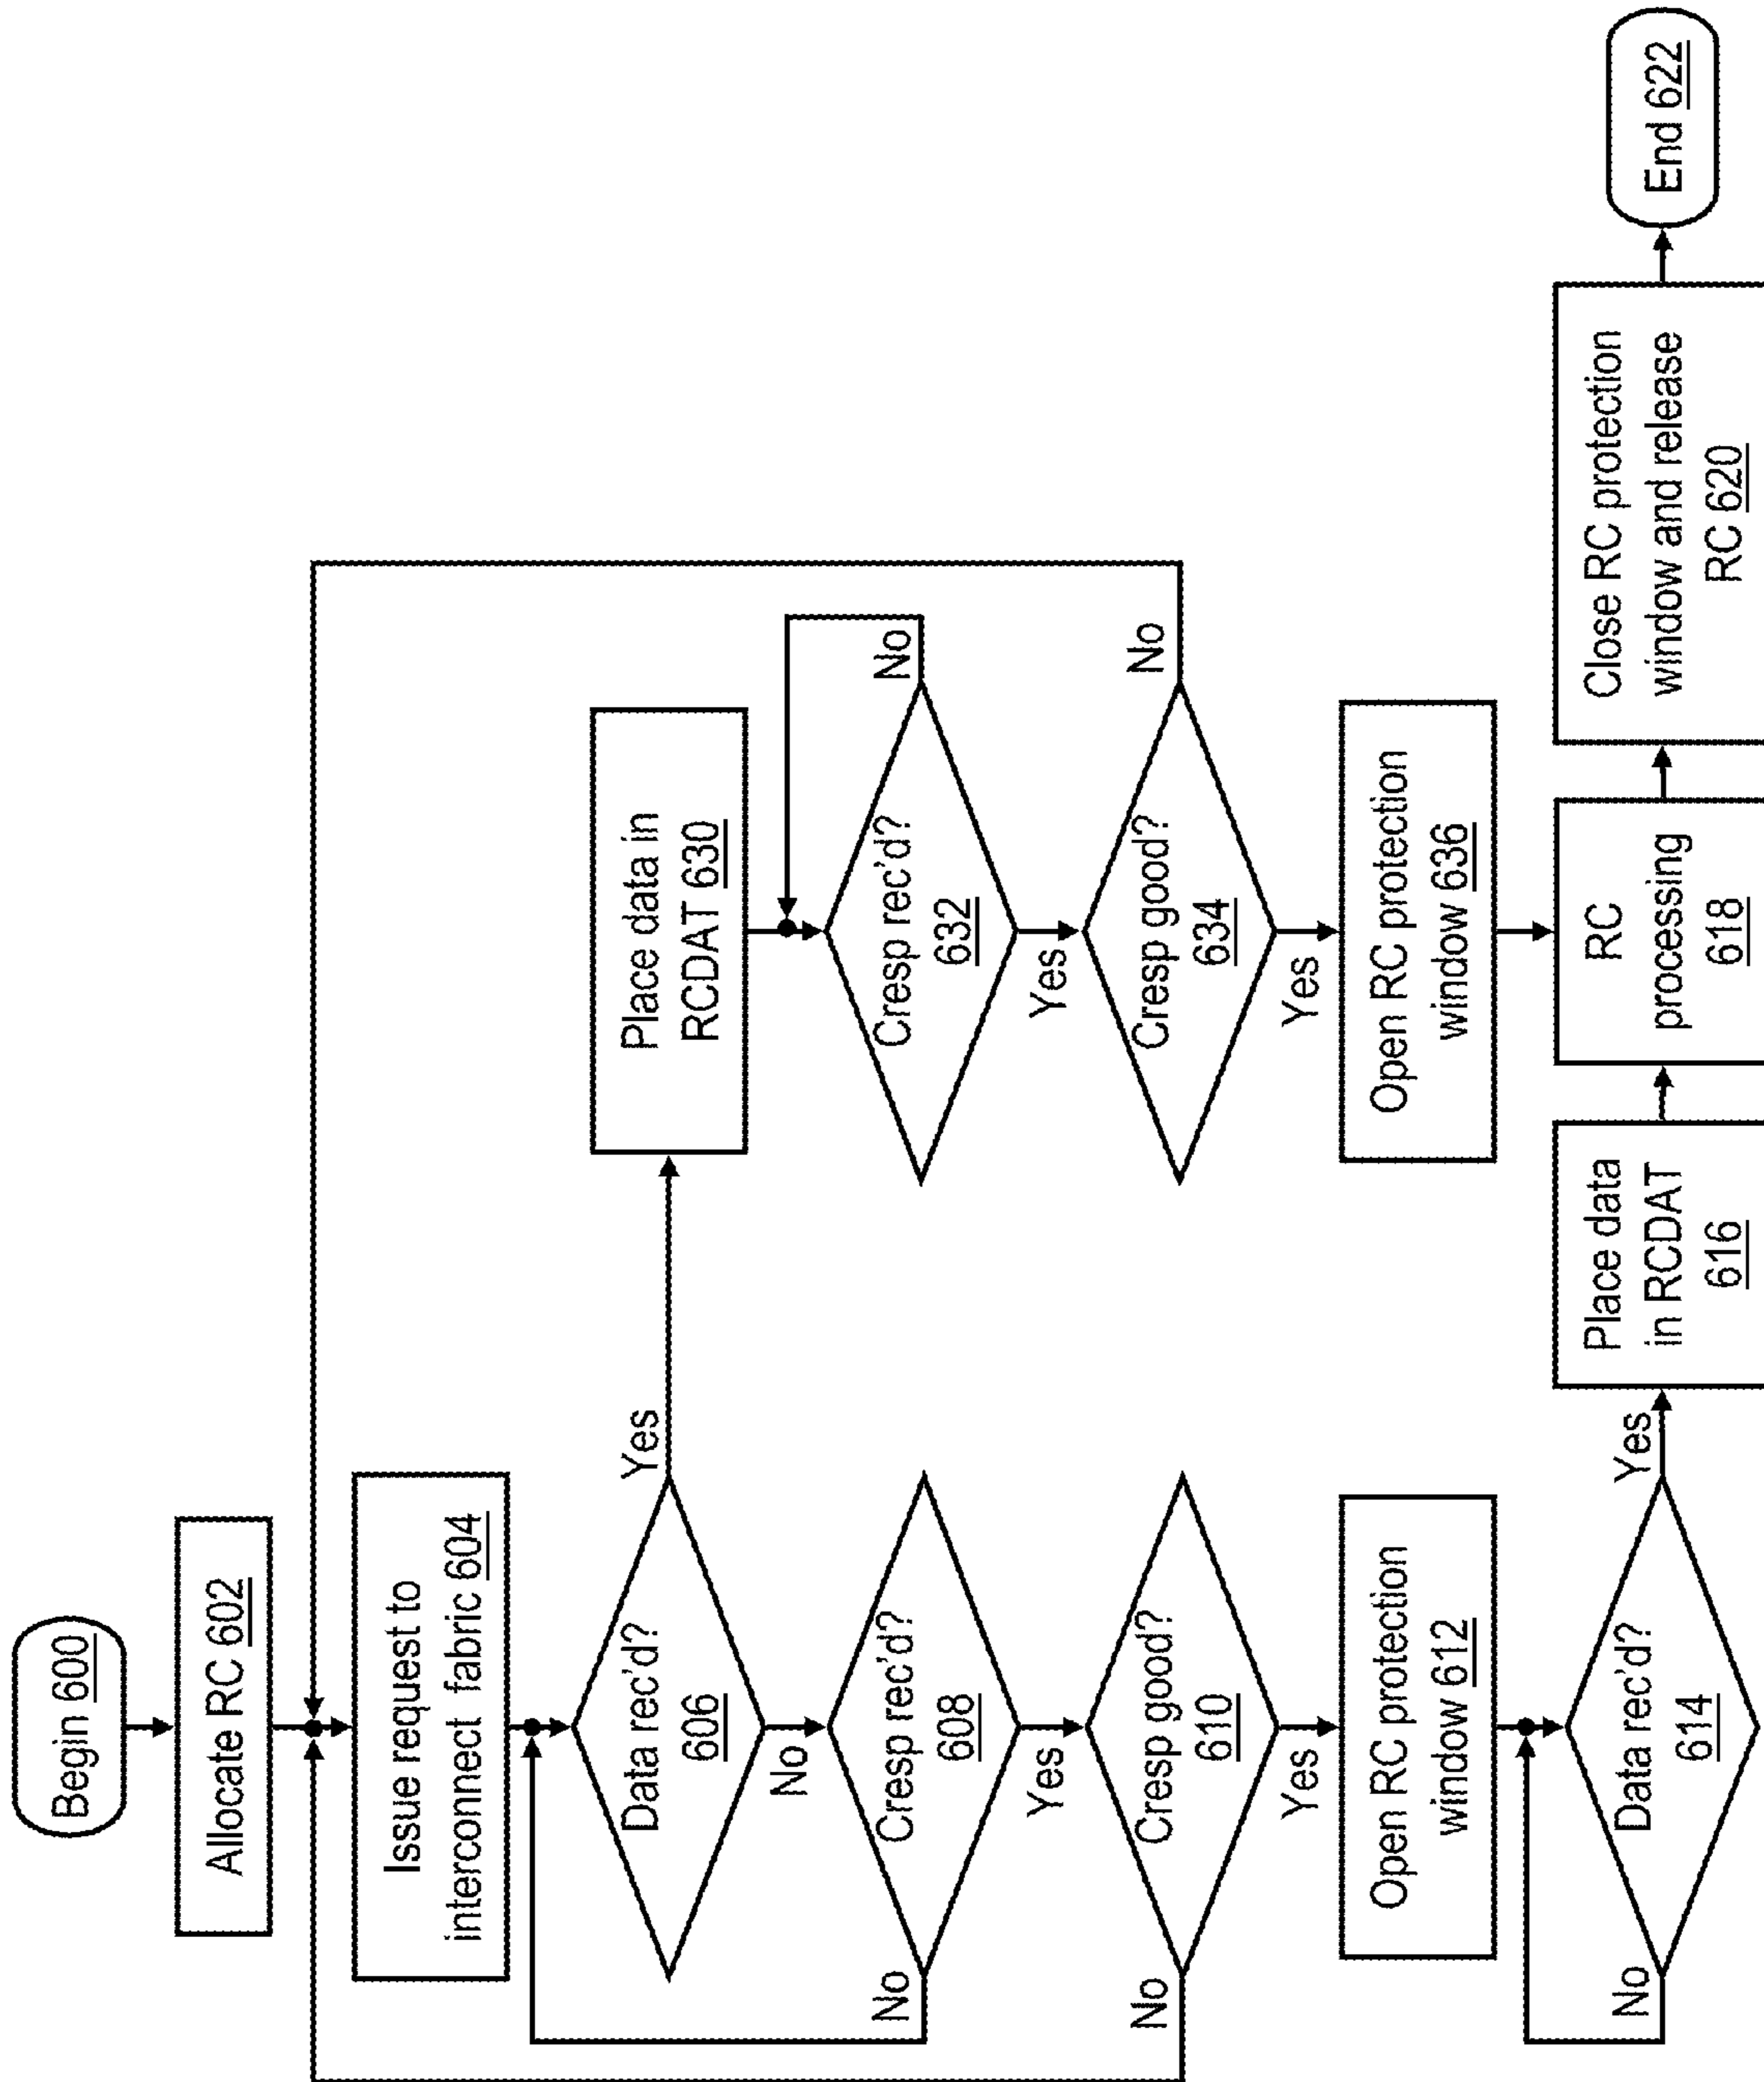 Begin 600
Allocate RC 602
Issue request to
interconnect fabric 604
Data rec'd?
606
Yes
No
Cresp rec'd?
608
No
Yes
Cresp good?
610
No
Yes
Open RC protection
window 612
Data rec'd?
614
No
Yes
Place data in
RCDAT 630
Cresp rec'd?
632
No
Yes
Cresp good?
634
No
Yes
Open RC protection
window 636
Place data
in RCDAT
616
RC
processing
618
Close RC protection
window and release
RC 620
End 622